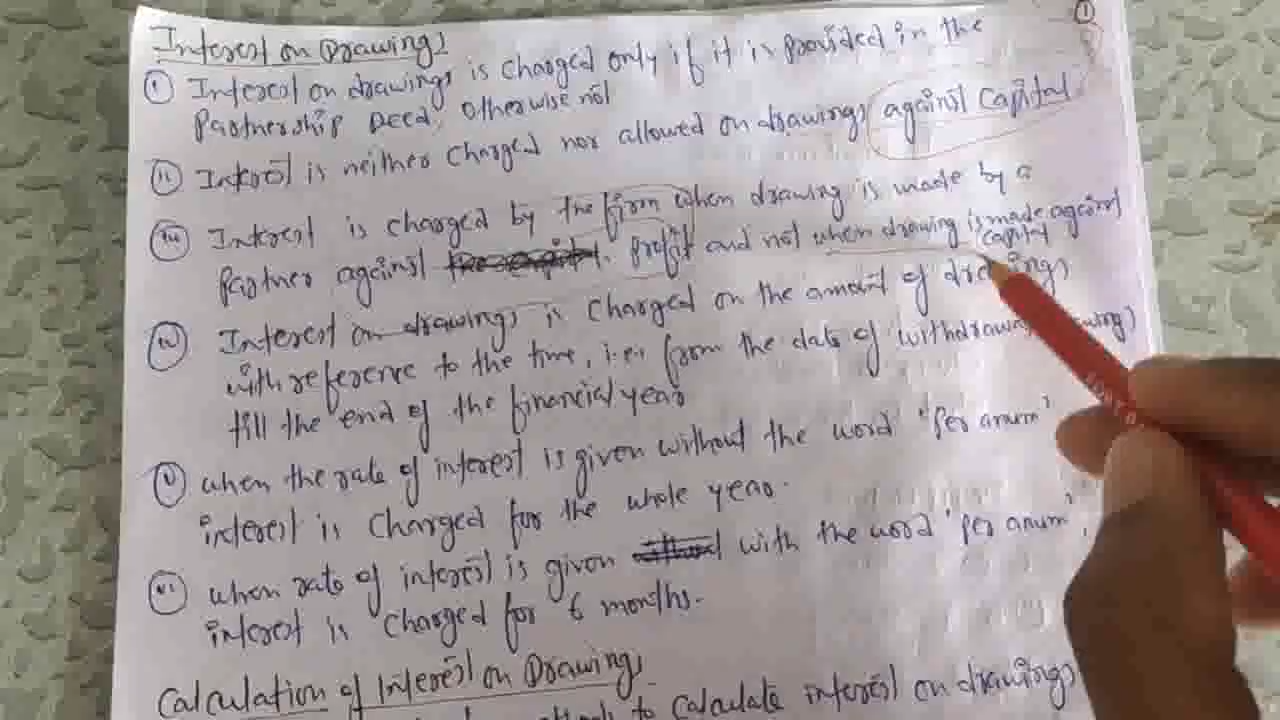 ①
Interest on Drawings
① Interest on drawings is charged only if it is provided in the
Partnership Deed, otherwise not
ⅱ Interest is neither charged nor allowed on drawings against capital
ⅲ Interest is charged by the firm when drawing is made by a
Partner against profit and not when drawing is made against
capital
ⅳ Interest on drawings is charged on the amount of drawings
with reference to the time, i.e., from the date of withdrawal
till the end of the financial year
ⅴ when the rate of interest is given without the word "Per anum"
interest is charged for the whole year.
ⅵ when rate of interest is given with the word 'per anum',
interest is charged for 6 months.
Calculation of Interest on Drawings
to calculate interest on drawings